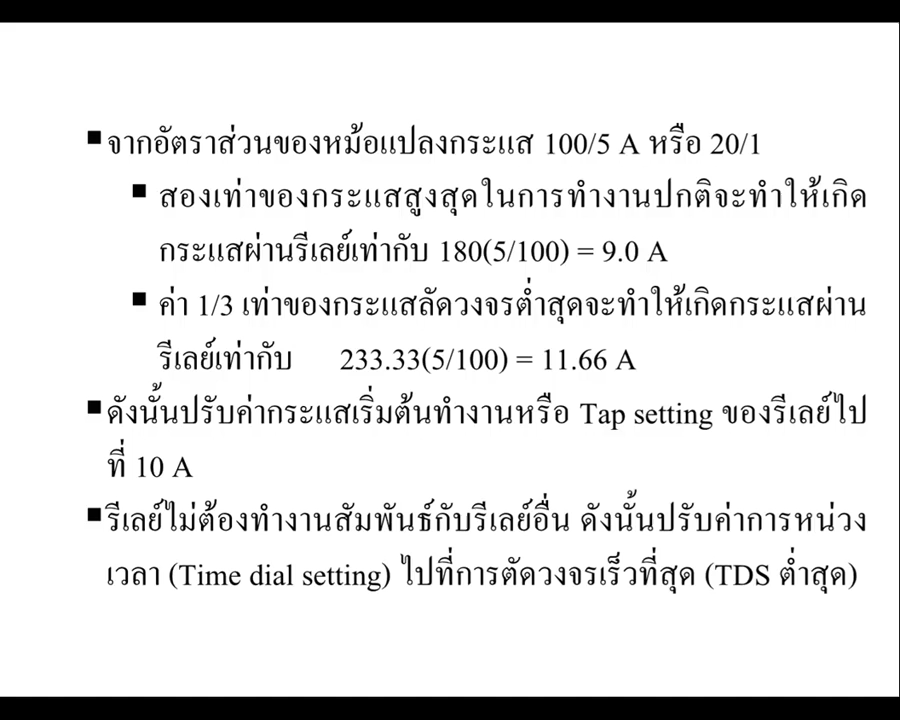 จากอัตราส่วนของหม้อแปลงกระแส 100/5 A หรือ 20/1
สองเท่าของกระแสสูงสุดในการทำงานปกติจะทำให้เกิด
กระแสผ่านรีเลย์เท่ากับ 180(5/100) = 9.0 A
ค่า 1/3 เท่าของกระแสลัดวงจรต่ำสุดจะทำให้เกิดกระแสผ่าน
รีเลย์เท่ากับ 233.33(5/100) = 11.66 A
ดังนั้นปรับค่ากระแสเริ่มต้นทำงานหรือ Tap setting ของรีเลย์ไป
ที่ 10 A
รีเลย์ไม่ต้องทำงานสัมพันธ์กับรีเลย์อื่น ดังนั้นปรับค่าการหน่วง
เวลา (Time dial setting) ไปที่การตัดวงจรเร็วที่สุด (TDS ต่ำสุด)